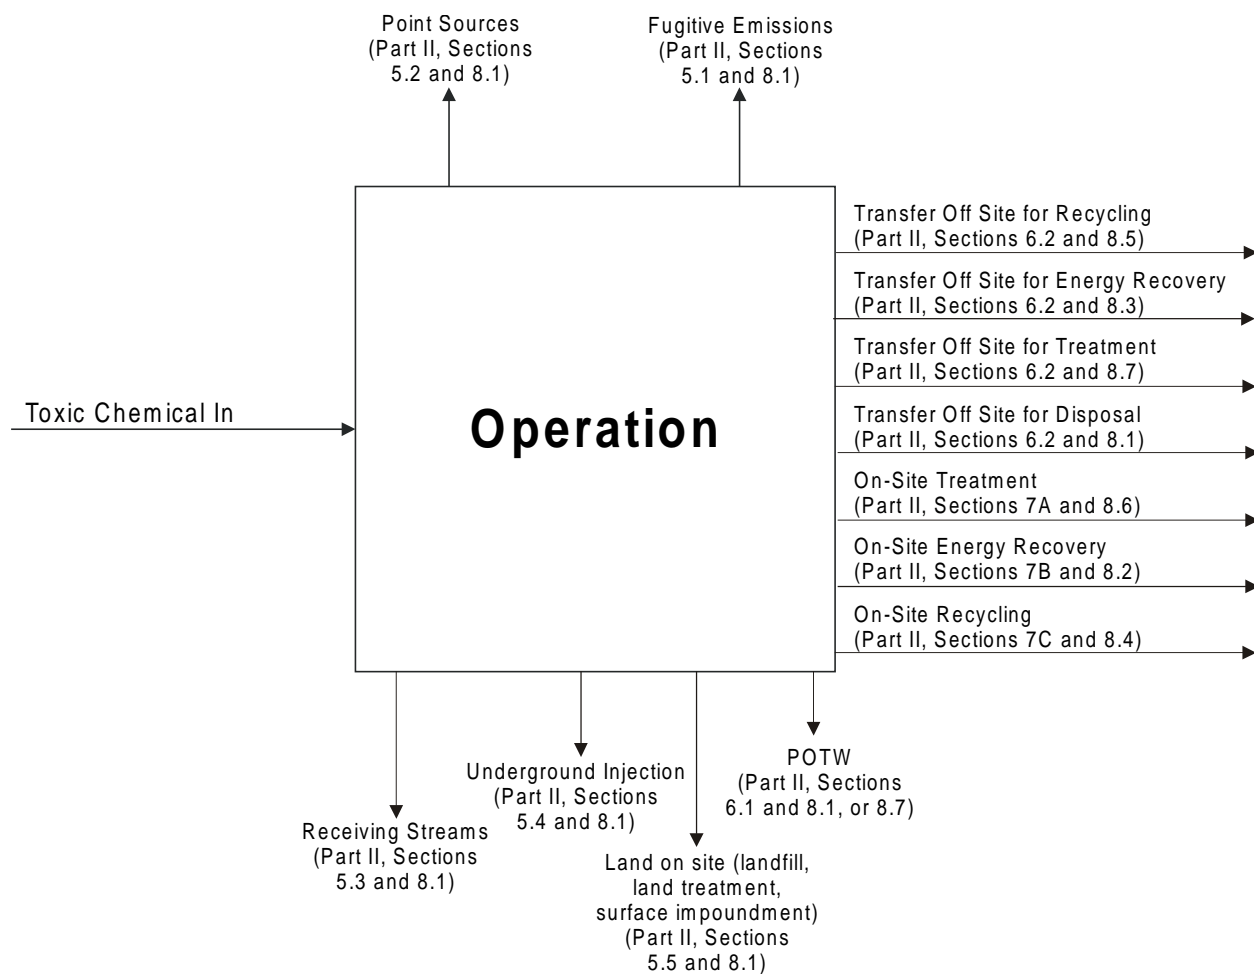 Point Sources
(Part II, Sections
5.2 and 8.1)
Fugitive Emissions
(Part II, Sections
5.1 and 8.1)
Transfer Off Site for Recycling
(Part II, Sections 6.2 and 8.5)
Transfer Off Site for Energy Recovery
(Part II, Sections 6.2 and 8.3)
Transfer Off Site for Treatment
(Part II, Sections 6.2 and 8.7)
Toxic Chemical In
Operation
Transfer Off Site for Disposal
(Part II, Sections 6.2 and 8.1)
On-Site Treatment
(Part II, Sections 7A and 8.6)
On-Site Energy Recovery
(Part II, Sections 7B and 8.2)
On-Site Recycling
(Part II, Sections 7C and 8.4)
Receiving Streams
(Part II, Sections
5.3 and 8.1)
Underground Injection
(Part II, Sections
5.4 and 8.1)
Land on site (landfill,
land treatment,
surface impoundment)
(Part II, Sections
5.5 and 8.1)
POTW
(Part II, Sections
6.1 and 8.1, or 8.7)